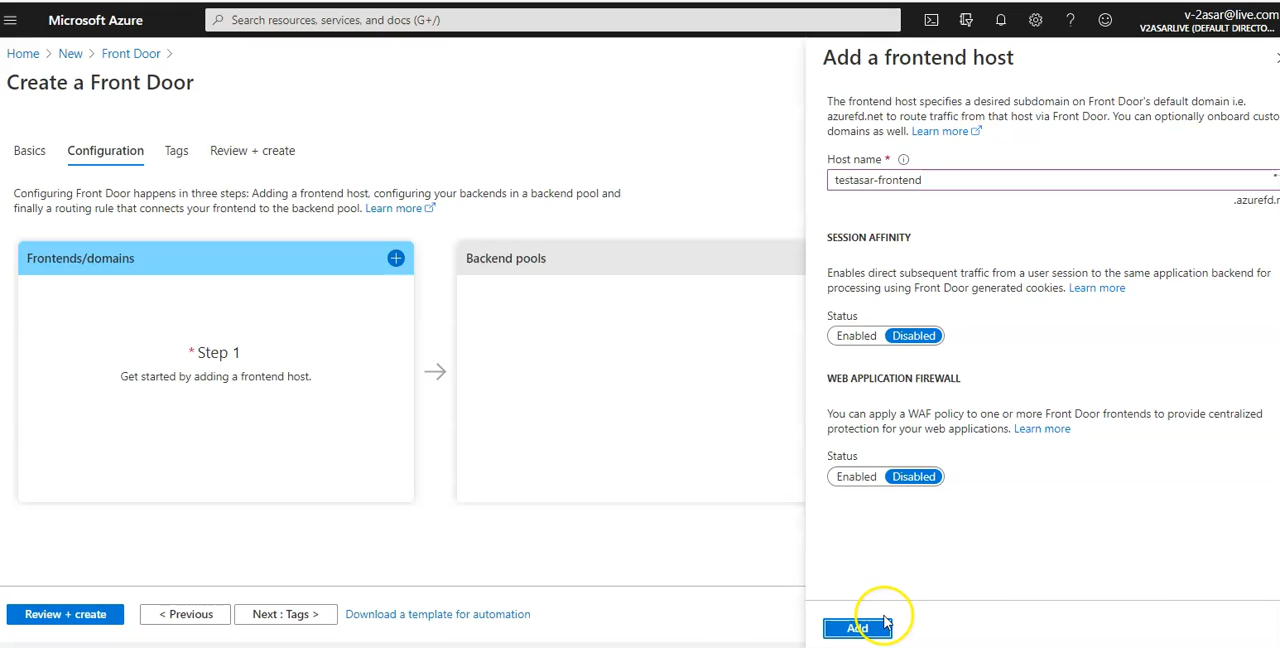 Microsoft Azure
Search resources, services, and docs (G+/)
v-2asar@live.com
V2ASARLIVE (DEFAULT DIRECTO...
Home > New > Front Door >
Create a Front Door
Basics
Configuration
Tags
Review + create
Configuring Front Door happens in three steps: Adding a frontend host, configuring your backends in a backend pool and
finally a routing rule that connects your frontend to the backend pool. Learn more
Frontends/domains
* Step 1
Get started by adding a frontend host.
Backend pools
Review + create
< Previous
Next : Tags >
Download a template for automation
Add a frontend host
The frontend host specifies a desired subdomain on Front Door's default domain i.e.
azurefd.net to route traffic from that host via Front Door. You can optionally onboard custo
domains as well. Learn more
Host name *
testasar-frontend
.azurefd.n
SESSION AFFINITY
Enables direct subsequent traffic from a user session to the same application backend for
processing using Front Door generated cookies. Learn more
Status
Enabled Disabled
WEB APPLICATION FIREWALL
You can apply a WAF policy to one or more Front Door frontends to provide centralized
protection for your web applications. Learn more
Status
Enabled Disabled
Add